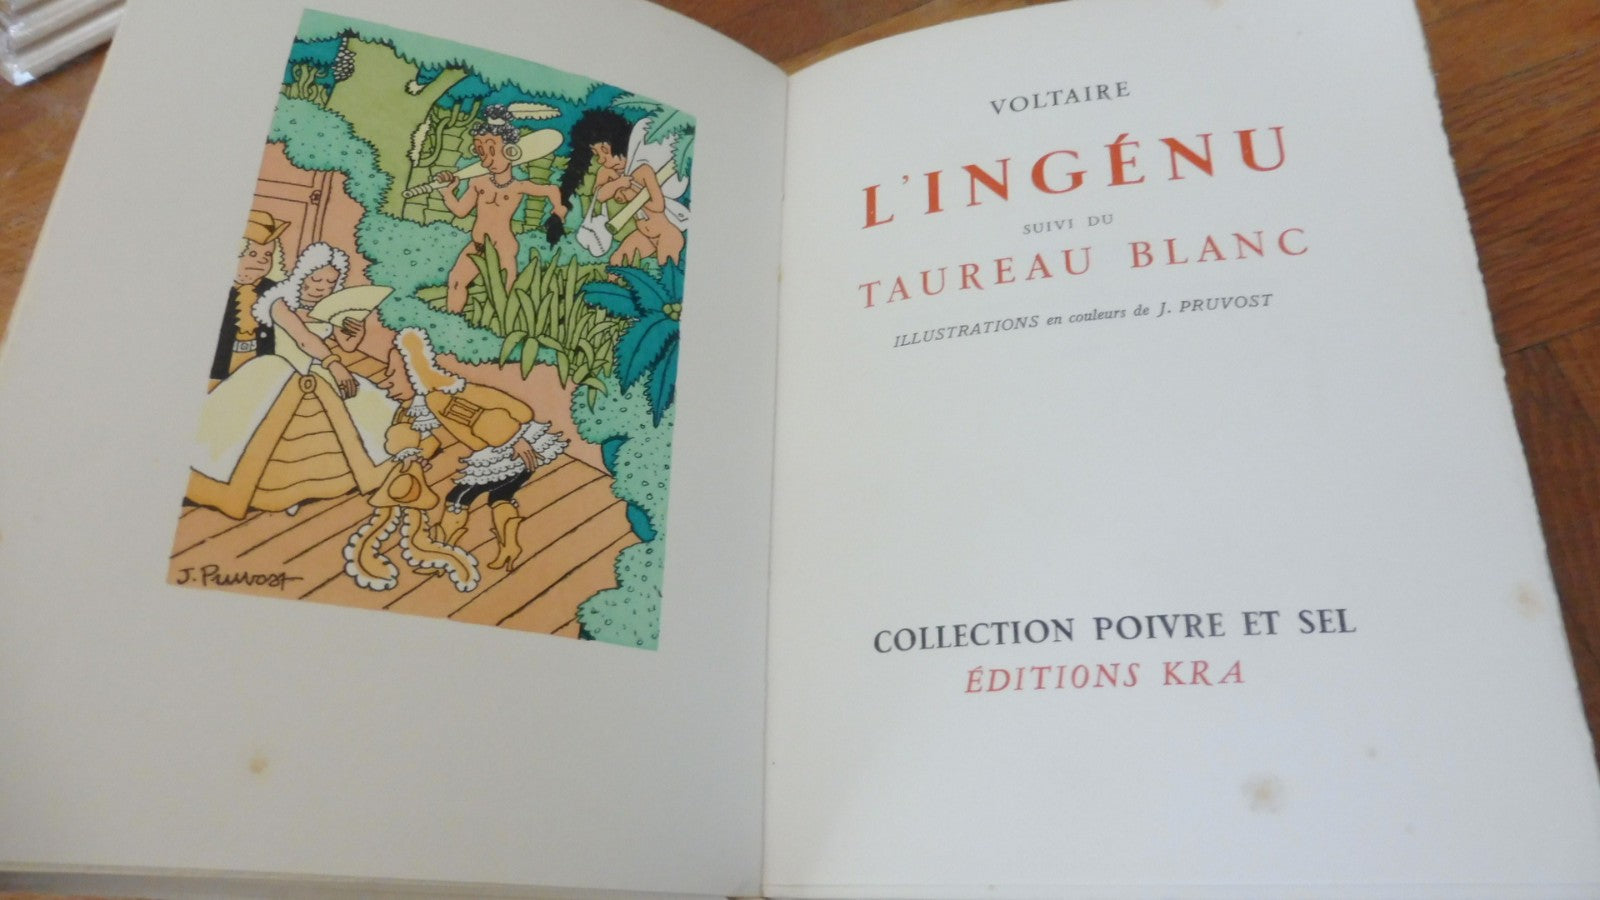 J. Pruvost
VOLTAIRE
L'INGÉNU
SUIVI DU
TAUREAU BLANC
ILLUSTRATIONS en couleurs de J. PRUVOST
COLLECTION POIVRE ET SEL
ÉDITIONS KRA